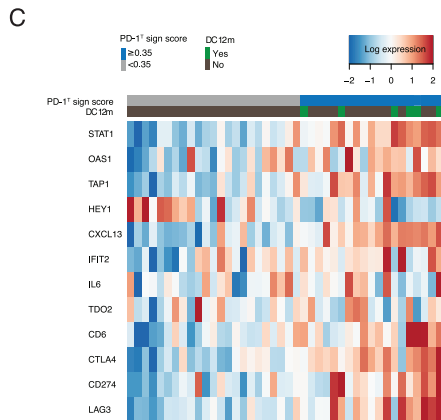 C
PD-1ᵀ sign score
≥0.35
<0.35
DC12m
Yes
No
Log expression
−2 −1 0 1 2
PD-1ᵀ sign score
DC12m
STAT1
OAS1
TAP1
HEY1
CXCL13
IFIT2
IL6
TDO2
CD6
CTLA4
CD274
LAG3